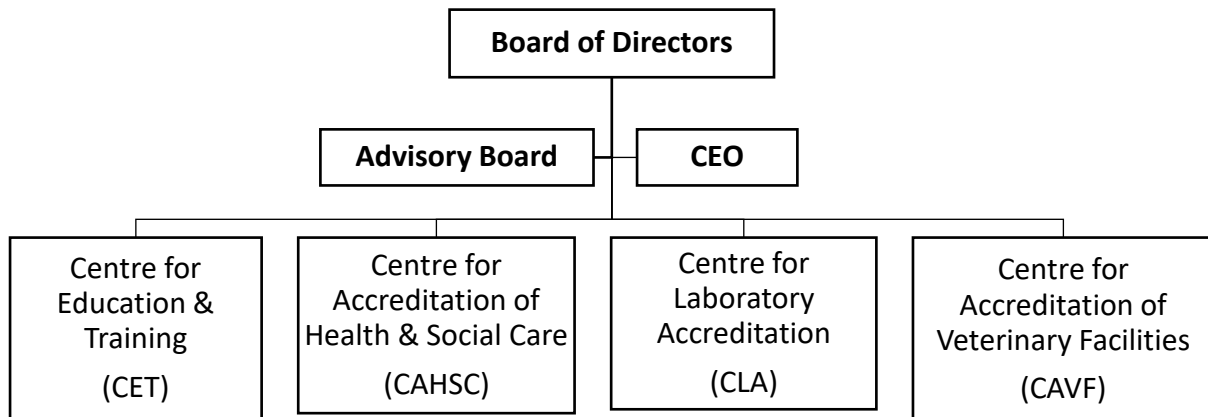 Board of Directors
Advisory Board
CEO
Centre for
Education &
Training
(CET)
Centre for
Accreditation of
Health & Social Care
(CAHSC)
Centre for
Laboratory
Accreditation
(CLA)
Centre for
Accreditation of
Veterinary Facilities
(CAVF)